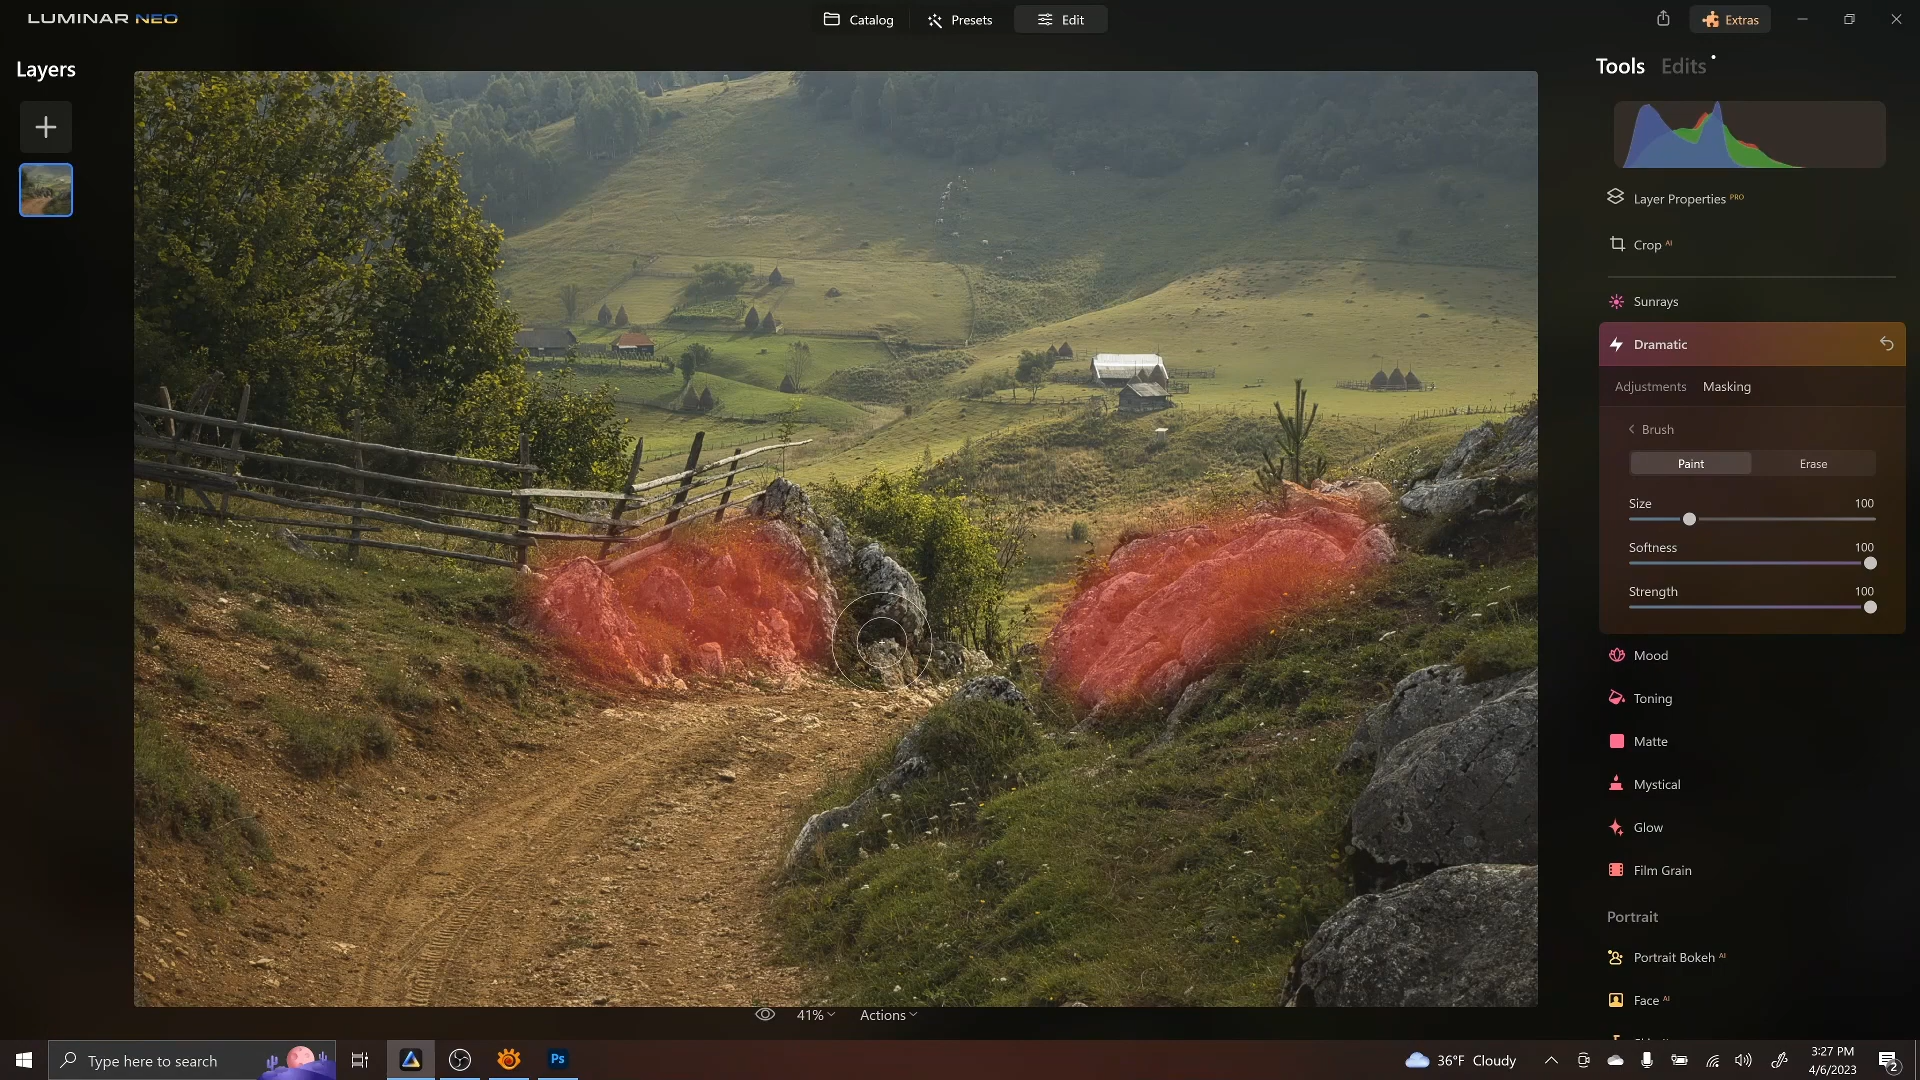 LUMINAR NEO
Catalog
Presets
Edit
Extras
Layers
Tools
Edits
Layer Properties PRO
Crop AI
Sunrays
Dramatic
Adjustments
Masking
Brush
Paint
Erase
Size 100
Softness 100
Strength 100
Mood
Toning
Matte
Mystical
Glow
Film Grain
Portrait
Portrait Bokeh AI
Face AI
41%
Actions
Type here to search
Ps
36°F Cloudy
3:27 PM
4/6/2023
2